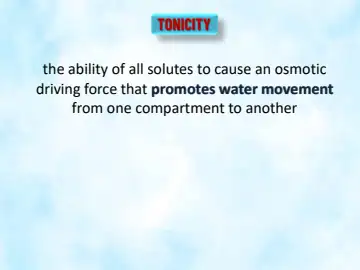 TONICITY
the ability of all solutes to cause an osmotic
driving force that promotes water movement
from one compartment to another